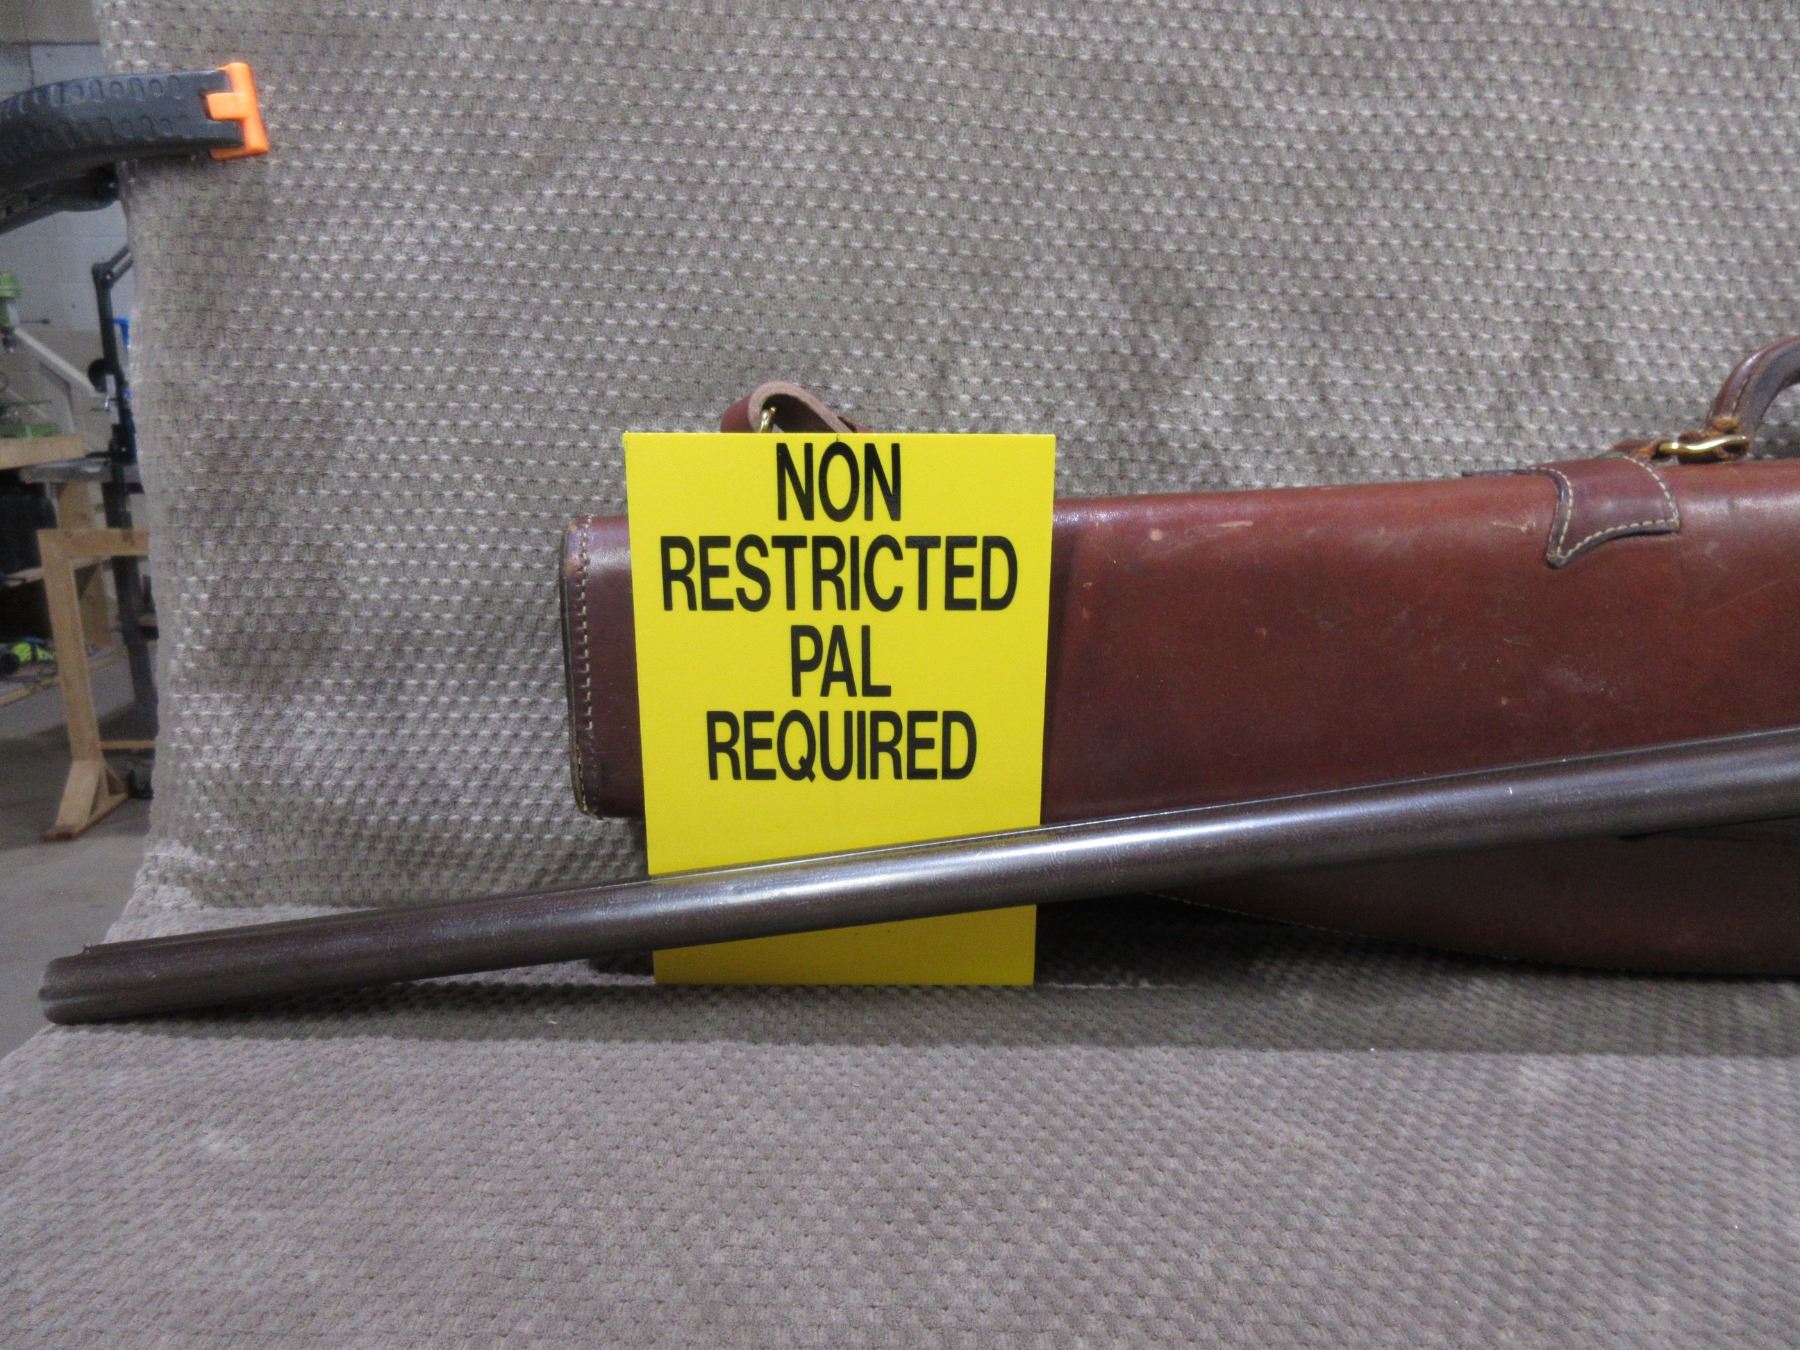 NON
RESTRICTED
PAL
REQUIRED